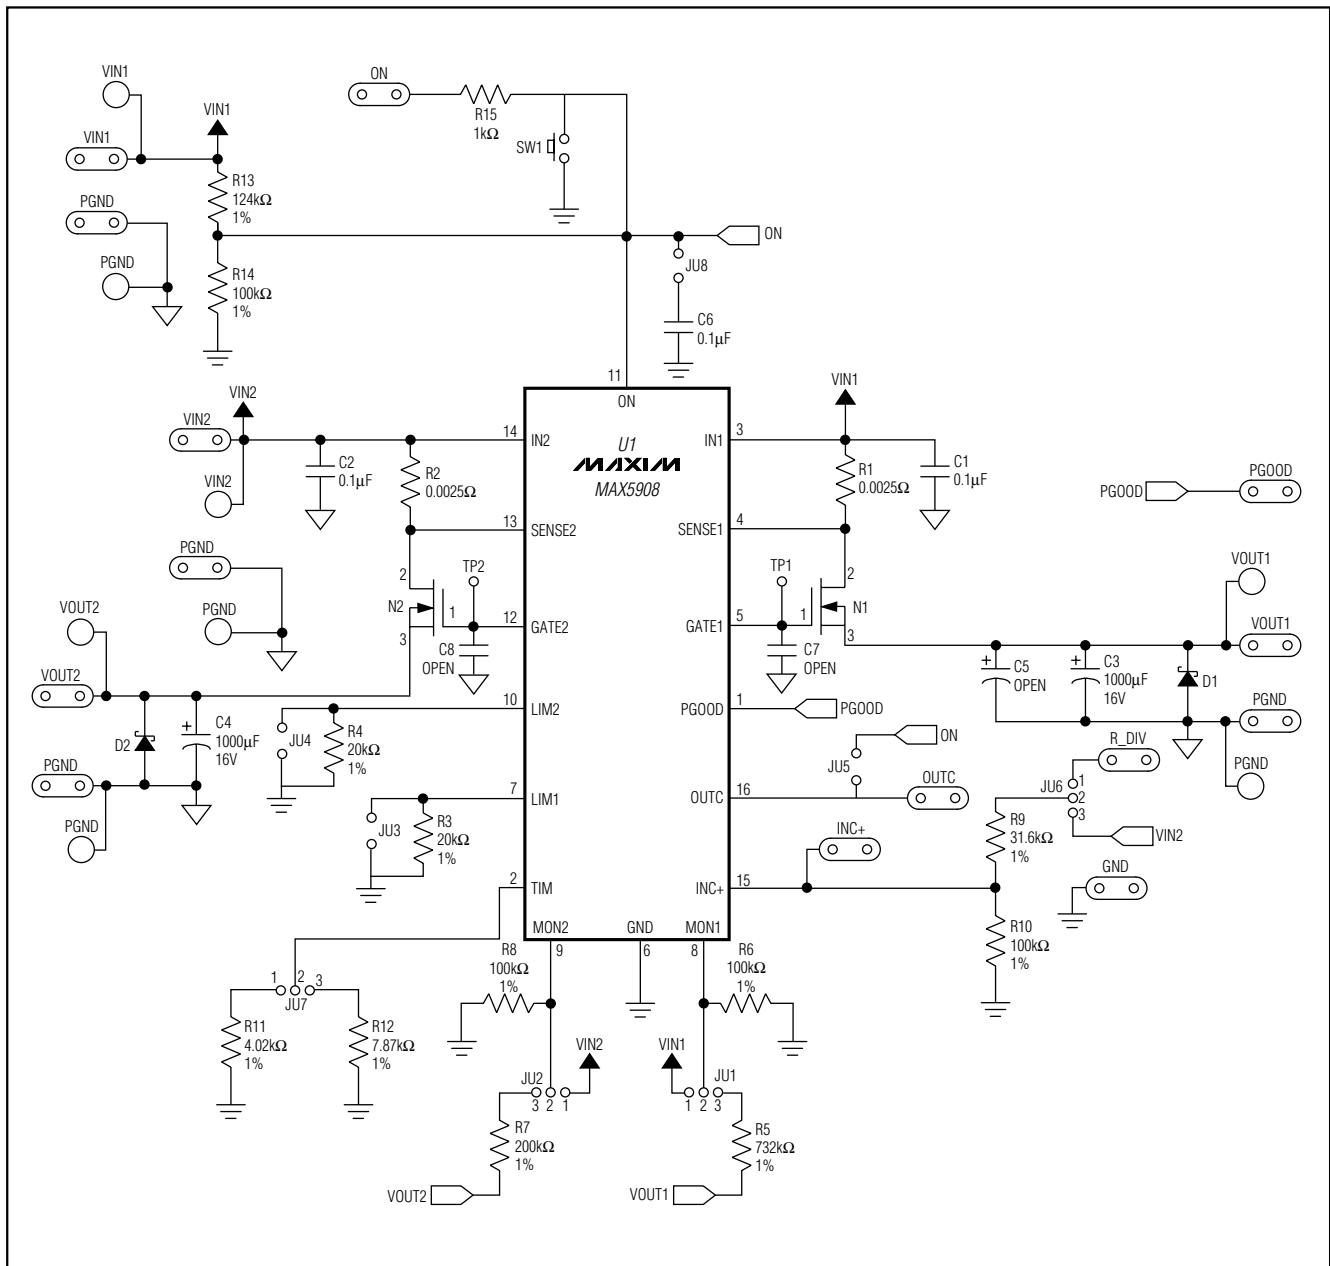 VIN1
ON
VIN1
R15
1kΩ
SW1
VIN1
R13
124kΩ
1%
PGND
ON
PGND
R14
100kΩ
1%
JU8
C6
0.1µF
11
ON
VIN2
VIN1
VIN2
14
IN2
U1
MAXIM
MAX5908
IN1
3
C2
0.1µF
R2
0.0025Ω
R1
0.0025Ω
C1
0.1µF
VIN2
PGOOD
PGOOD
13
SENSE2
SENSE1
4
PGND
2
TP2
TP1
2
VOUT1
VOUT2
PGND
N2
1
12
GATE2
GATE1
5
1
N1
3
3
VOUT1
C8
OPEN
C7
OPEN
+
C5
OPEN
+
C3
1000µF
16V
D1
VOUT2
10
LIM2
PGOOD
1
PGOOD
PGND
D2
+
C4
1000µF
16V
JU4
R4
20kΩ
1%
ON
JU5
R_DIV
PGND
PGND
7
LIM1
OUTC
16
OUTC
JU6
1
2
3
VIN2
PGND
JU3
R3
20kΩ
1%
INC+
R9
31.6kΩ
1%
GND
2
TIM
INC+
15
MON2
GND
MON1
9
6
8
R10
100kΩ
1%
R8
100kΩ
1%
R6
100kΩ
1%
1
2
3
JU7
R11
4.02kΩ
1%
R12
7.87kΩ
1%
VIN2
VIN1
JU2
3
2
1
JU1
1
2
3
R7
200kΩ
1%
R5
732kΩ
1%
VOUT2
VOUT1